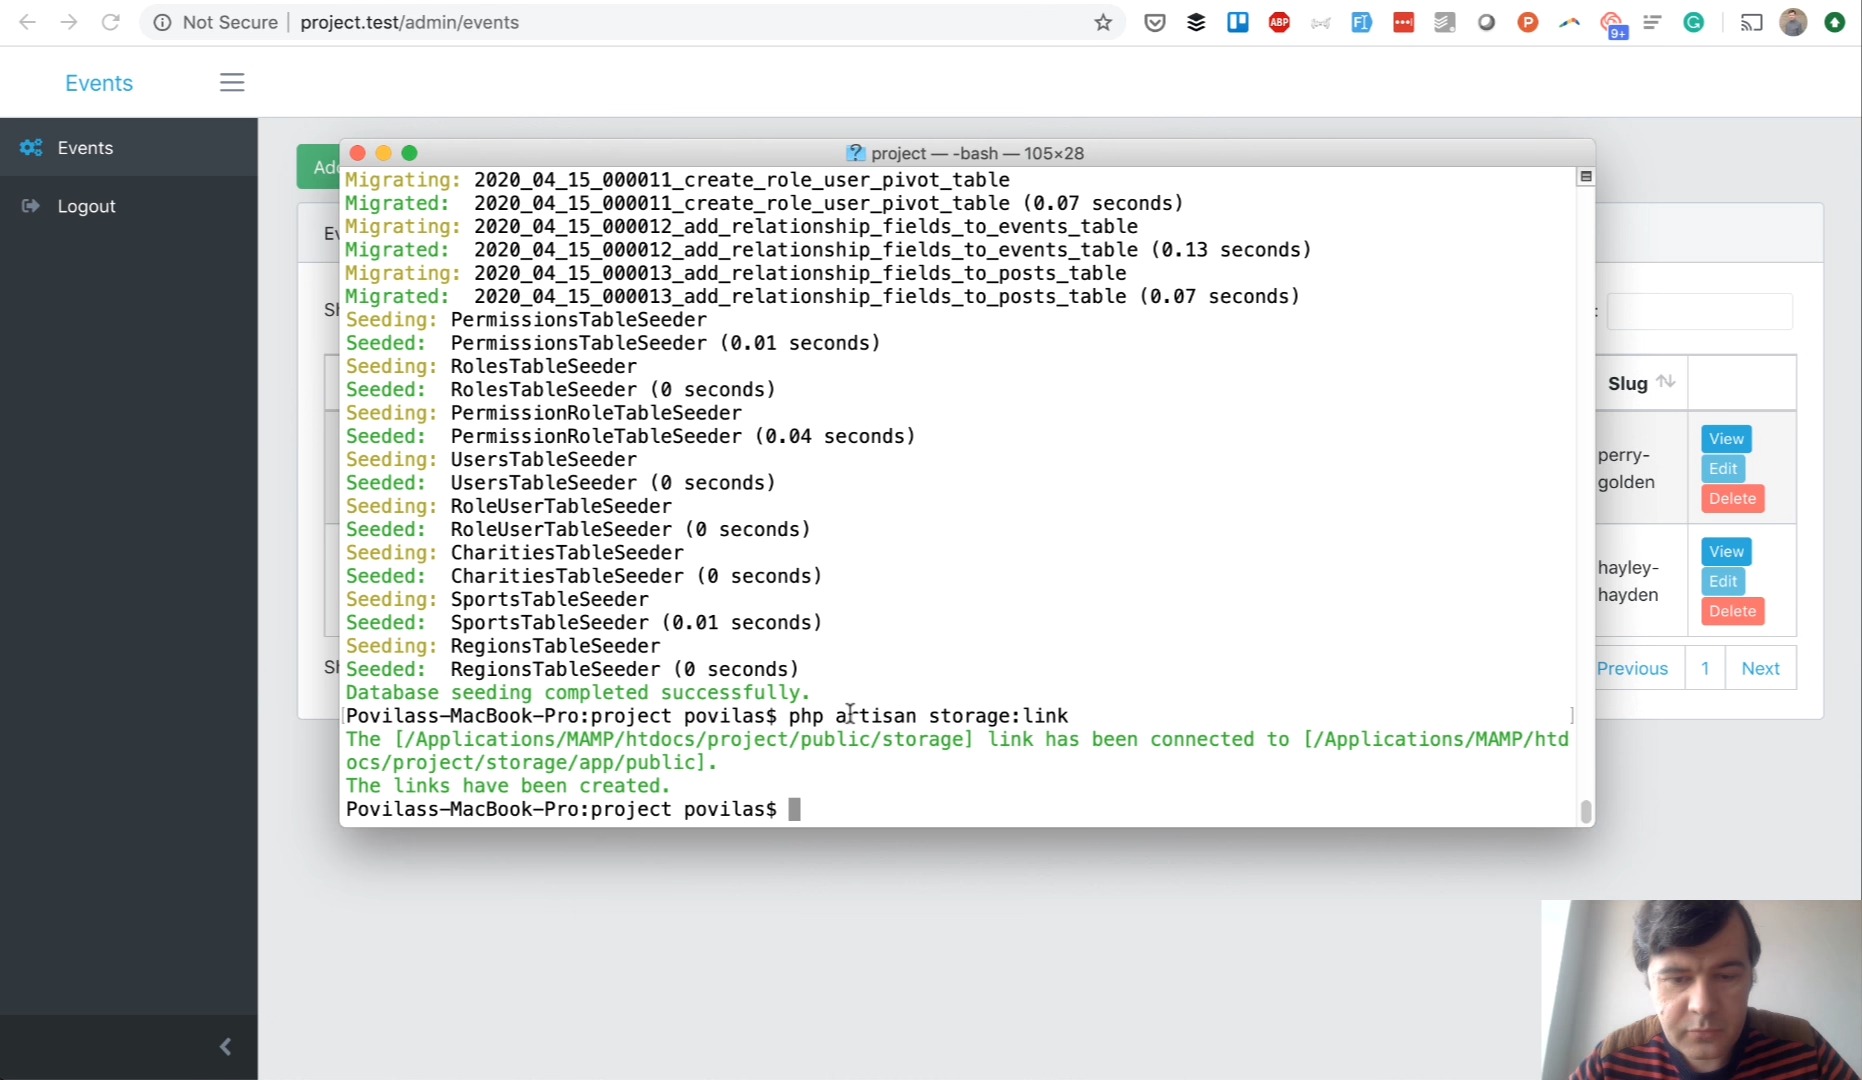 Not Secure | project.test/admin/events
ABP
9+
Events
Events
Logout
project — -bash — 105×28
Migrating: 2020_04_15_000011_create_role_user_pivot_table
Migrated: 2020_04_15_000011_create_role_user_pivot_table (0.07 seconds)
Migrating: 2020_04_15_000012_add_relationship_fields_to_events_table
Migrated: 2020_04_15_000012_add_relationship_fields_to_events_table (0.13 seconds)
Migrating: 2020_04_15_000013_add_relationship_fields_to_posts_table
Migrated: 2020_04_15_000013_add_relationship_fields_to_posts_table (0.07 seconds)
Seeding: PermissionsTableSeeder
Seeded: PermissionsTableSeeder (0.01 seconds)
Seeding: RolesTableSeeder
Seeded: RolesTableSeeder (0 seconds)
Seeding: PermissionRoleTableSeeder
Seeded: PermissionRoleTableSeeder (0.04 seconds)
Seeding: UsersTableSeeder
Seeded: UsersTableSeeder (0 seconds)
Seeding: RoleUserTableSeeder
Seeded: RoleUserTableSeeder (0 seconds)
Seeding: CharitiesTableSeeder
Seeded: CharitiesTableSeeder (0 seconds)
Seeding: SportsTableSeeder
Seeded: SportsTableSeeder (0.01 seconds)
Seeding: RegionsTableSeeder
Seeded: RegionsTableSeeder (0 seconds)
Database seeding completed successfully.
[Povilass-MacBook-Pro:project povilas$ php artisan storage:link ]
The [/Applications/MAMP/htdocs/project/public/storage] link has been connected to [/Applications/MAMP/htd
ocs/project/storage/app/public].
The links have been created.
Povilass-MacBook-Pro:project povilas$
Slug
perry-
golden
View
Edit
Delete
hayley-
hayden
View
Edit
Delete
Previous 1 Next